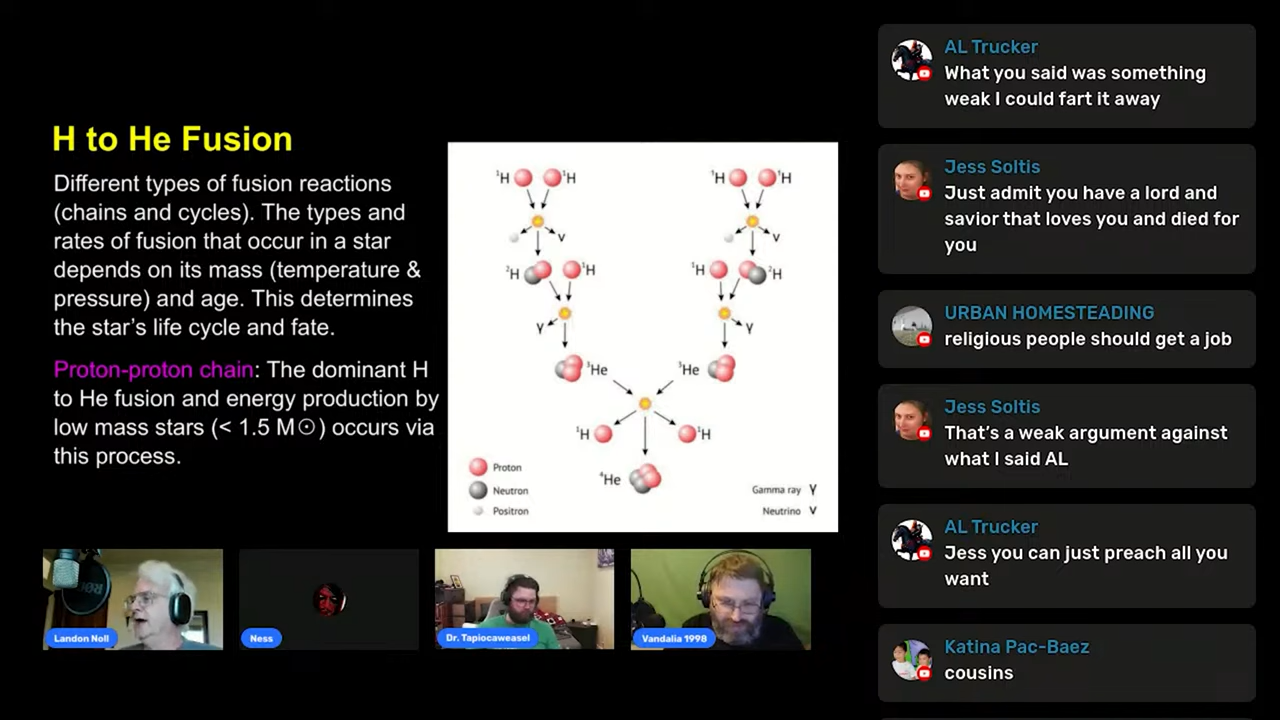 H to He Fusion
Different types of fusion reactions
(chains and cycles). The types and
rates of fusion that occur in a star
depends on its mass (temperature &
pressure) and age. This determines
the star's life cycle and fate.
Proton-proton chain: The dominant H
to He fusion and energy production by
low mass stars (< 1.5 M☉) occurs via
this process.
¹H ¹H ¹H ¹H
ν ν
²H ¹H ¹H ²H
γ γ
³He ³He
¹H ¹H
⁴He
Proton
Neutron
Positron
Gamma ray γ
Neutrino ν
Landon Noll
Ness
Dr. Tapiocaweasel
Vandalia 1998
AL Trucker
What you said was something
weak I could fart it away
Jess Soltis
Just admit you have a lord and
savior that loves you and died for
you
URBAN HOMESTEADING
religious people should get a job
Jess Soltis
That's a weak argument against
what I said AL
AL Trucker
Jess you can just preach all you
want
Katina Pac-Baez
cousins